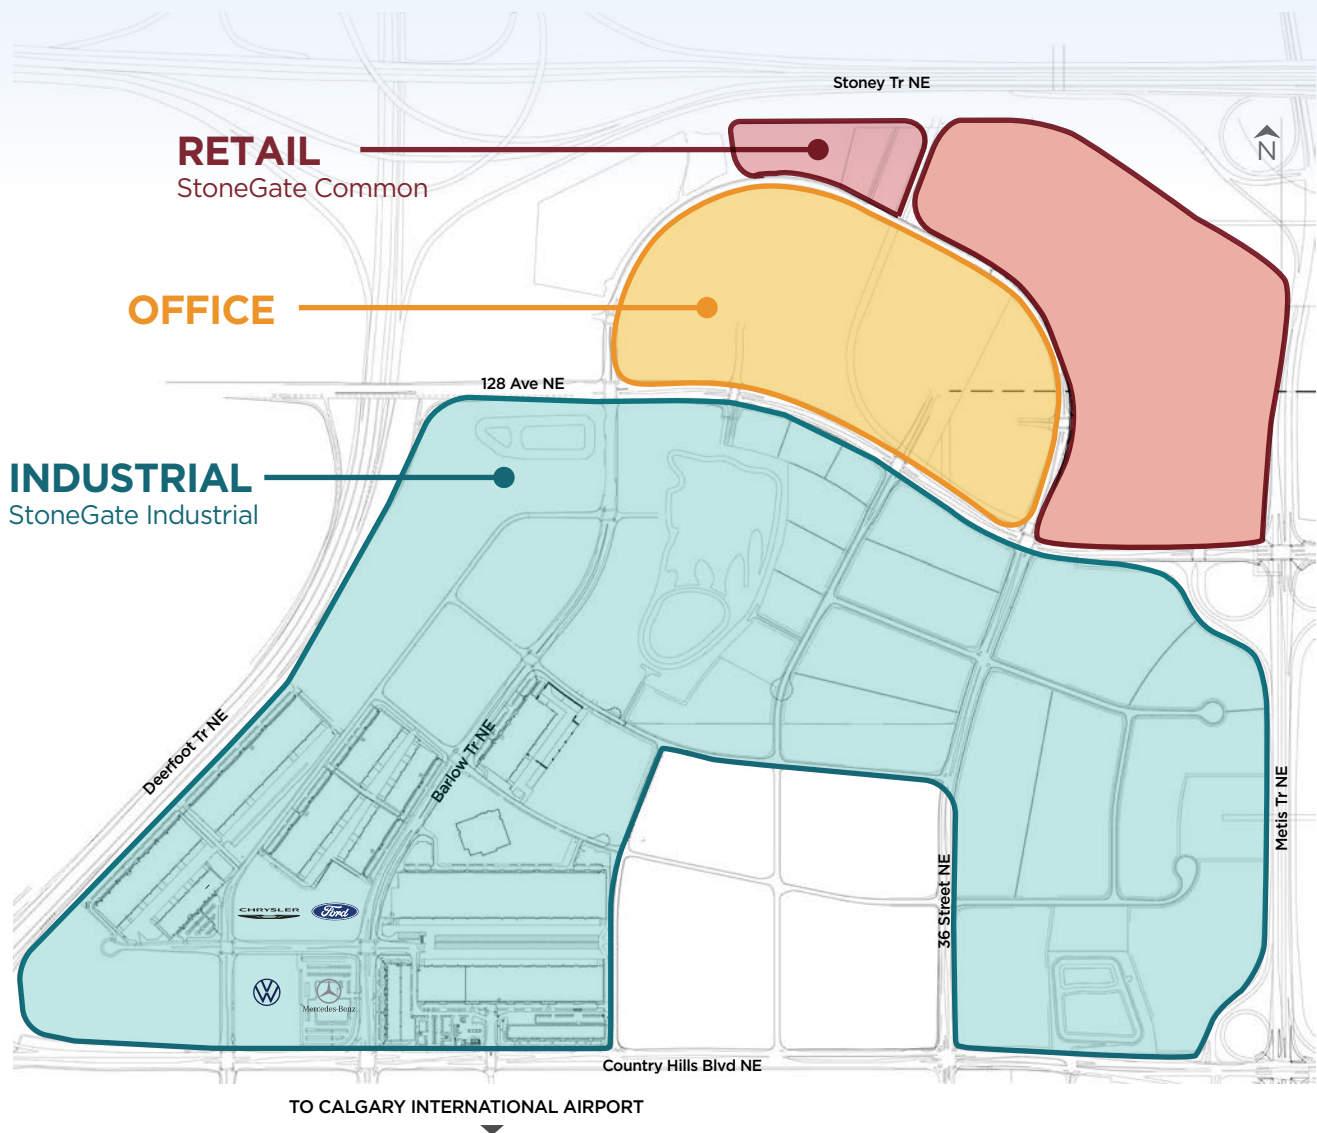 Stoney Tr NE
N
RETAIL
StoneGate Common
OFFICE
128 Ave NE
INDUSTRIAL
StoneGate Industrial
Deerfoot Tr NE
Barlow Tr NE
Metis Tr NE
36 Street NE
CHRYSLER
Ford
VW
Mercedes-Benz
Country Hills Blvd NE
TO CALGARY INTERNATIONAL AIRPORT